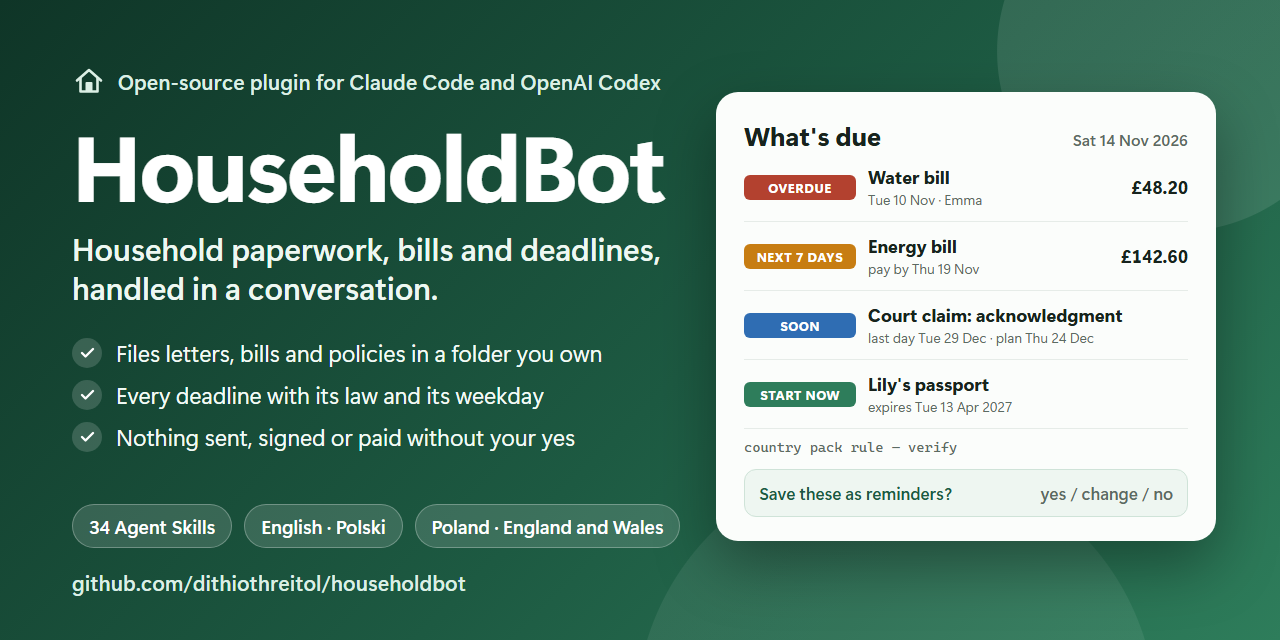 Open-source plugin for Claude Code and OpenAI Codex
HouseholdBot
Household paperwork, bills and deadlines,
handled in a conversation.
Files letters, bills and policies in a folder you own
Every deadline with its law and its weekday
Nothing sent, signed or paid without your yes
34 Agent Skills
English · Polski
Poland · England and Wales
github.com/dithiothreitol/householdbot
What's due
Sat 14 Nov 2026
OVERDUE
Water bill
Tue 10 Nov · Emma
£48.20
NEXT 7 DAYS
Energy bill
pay by Thu 19 Nov
£142.60
SOON
Court claim: acknowledgment
last day Tue 29 Dec · plan Thu 24 Dec
START NOW
Lily's passport
expires Tue 13 Apr 2027
country pack rule — verify
Save these as reminders?
yes / change / no